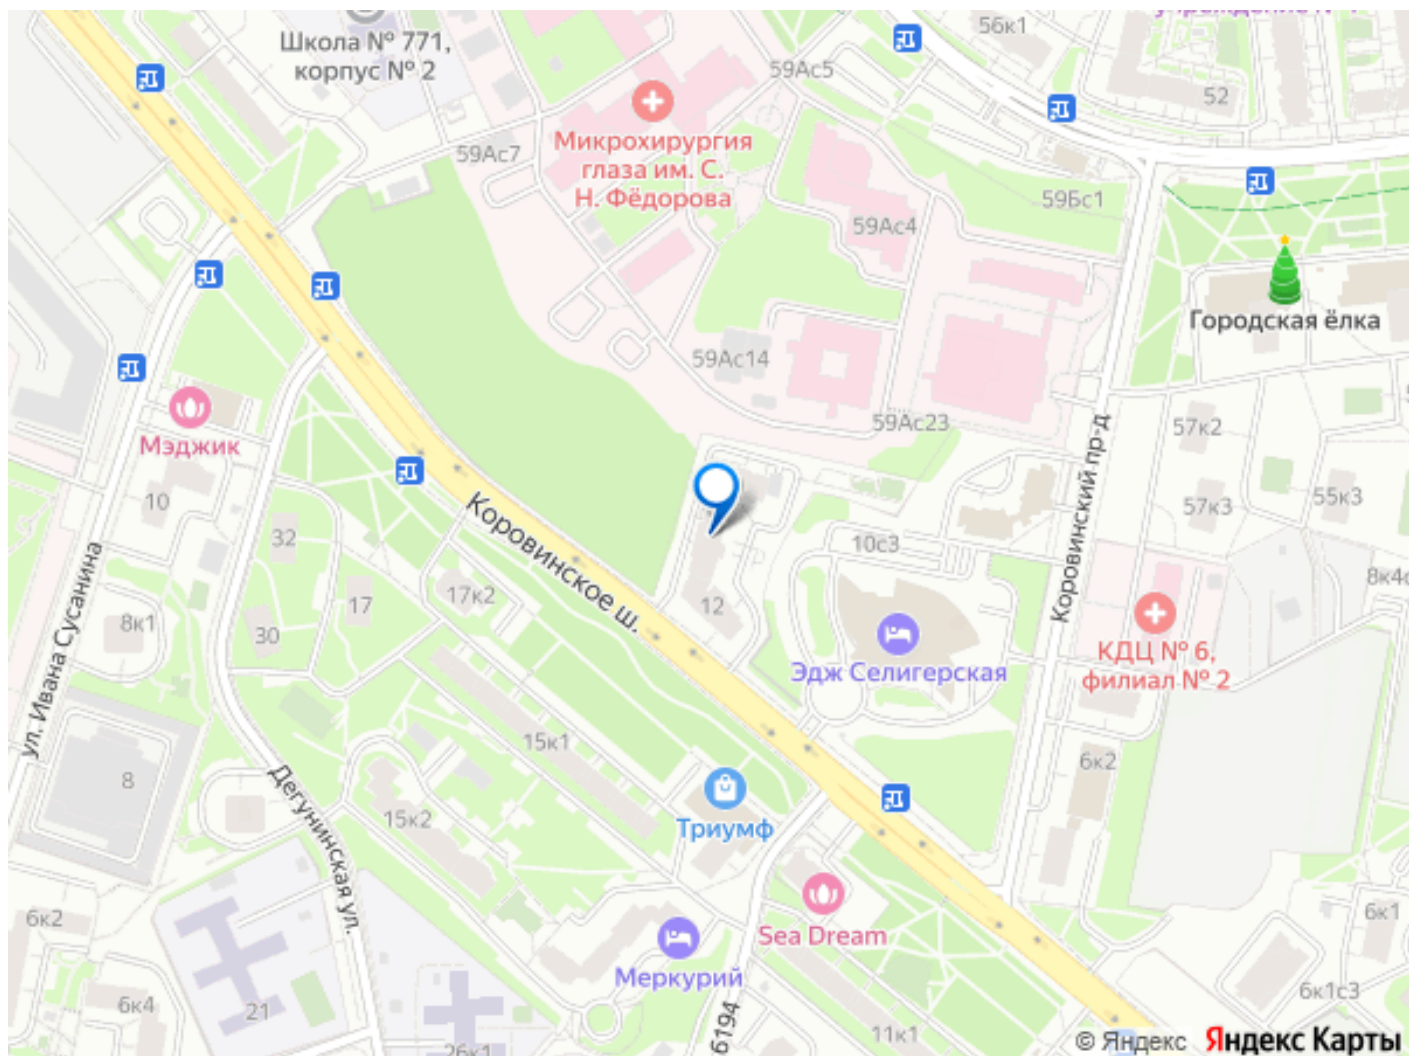 56к1
Школа № 771,
корпус № 2
59Ас5
52
Микрохирургия
глаза им. С.
Н. Фёдорова
59Ас7
59Бс1
59Ас4
Городская ёлка
59Ас14
Мэджик
59Ас23
57к2
Коровинский пр-д
10
57к3
55к3
Коровинское ш.
32
10с3
17к2
17
12
8к1
30
ул. Ивана Сусанина
КДЦ № 6,
филиал № 2
Эдж Селигерская
15к1
6к2
8
Дегунинская ул.
15к2
Триумф
6к2
6к1
Sea Dream
Меркурий
6к4
21
6к1с3
6194
11к1
26к1
© Яндекс Яндекс Карты